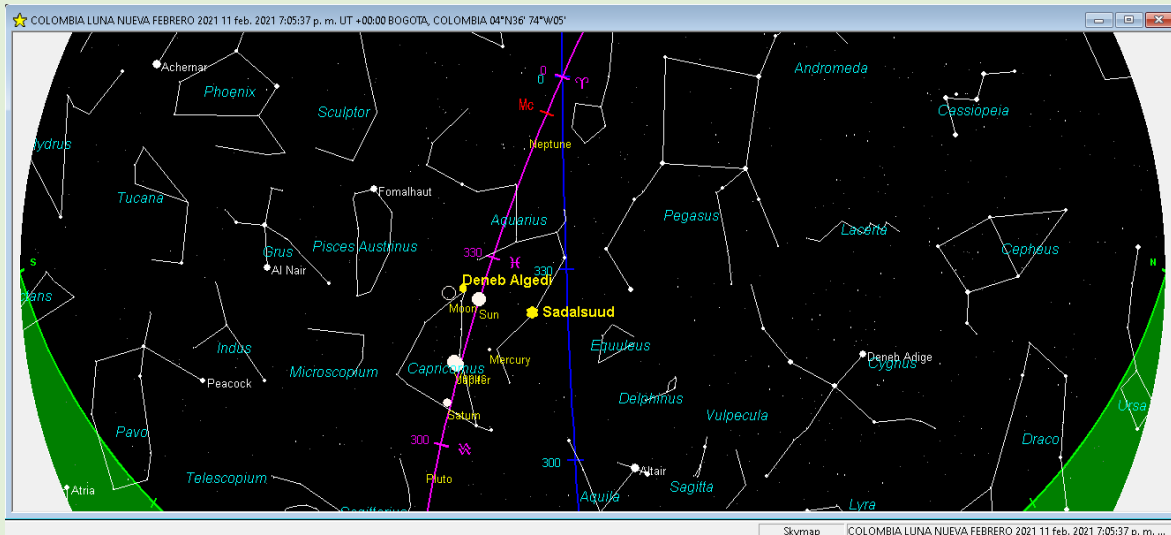 COLOMBIA LUNA NUEVA FEBRERO 2021 11 feb. 2021 7:05:37 p. m. UT +00:00 BOGOTA, COLOMBIA 04°N36' 74°W05'
Achernar
Phoenix
Sculptor
0
0
♈
Andromeda
Cassiopeia
Mc
Neptune
Tucana
Fomalhaut
Aquarius
Pegasus
Lacerta
Cepheus
Grus
Pisces Austrinus
Al Nair
S
330
♓
330
N
Deneb Algedi
Moon
Sun
Sadalsuud
Indus
Microscopium
Capricornus
Mercury
Equuleus
Deneb Adige
Cygnus
Peacock
Saturn
Delphinus
Vulpecula
Ursa
Pavo
300
♒
Draco
Telescopium
Pluto
300
Altair
Sagitta
Atria
Aquila
Lyra
Skymap
COLOMBIA LUNA NUEVA FEBRERO 2021 11 feb. 2021 7:05:37 p. m. ...